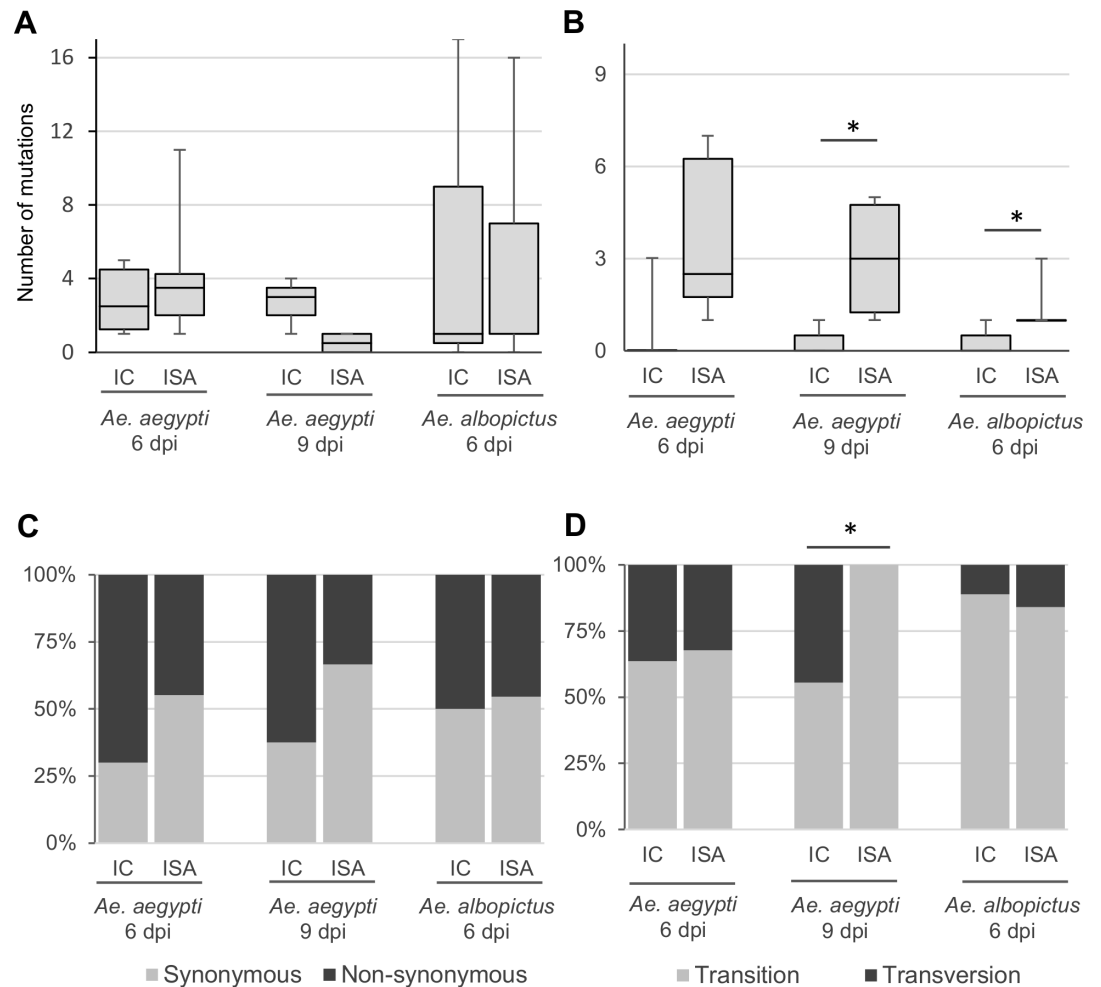 A
Number of mutations
16
12
8
4
0
IC ISA IC ISA IC ISA
Ae. aegypti Ae. aegypti Ae. albopictus
6 dpi 9 dpi 6 dpi
B
9
6
3
0
*
*
IC ISA IC ISA IC ISA
Ae. aegypti Ae. aegypti Ae. albopictus
6 dpi 9 dpi 6 dpi
C
100%
75%
50%
25%
0%
IC ISA IC ISA IC ISA
Ae. aegypti Ae. aegypti Ae. albopictus
6 dpi 9 dpi 6 dpi
Synonymous Non-synonymous
D
*
100%
75%
50%
25%
0%
IC ISA IC ISA IC ISA
Ae. aegypti Ae. aegypti Ae. albopictus
6 dpi 9 dpi 6 dpi
Transition Transversion